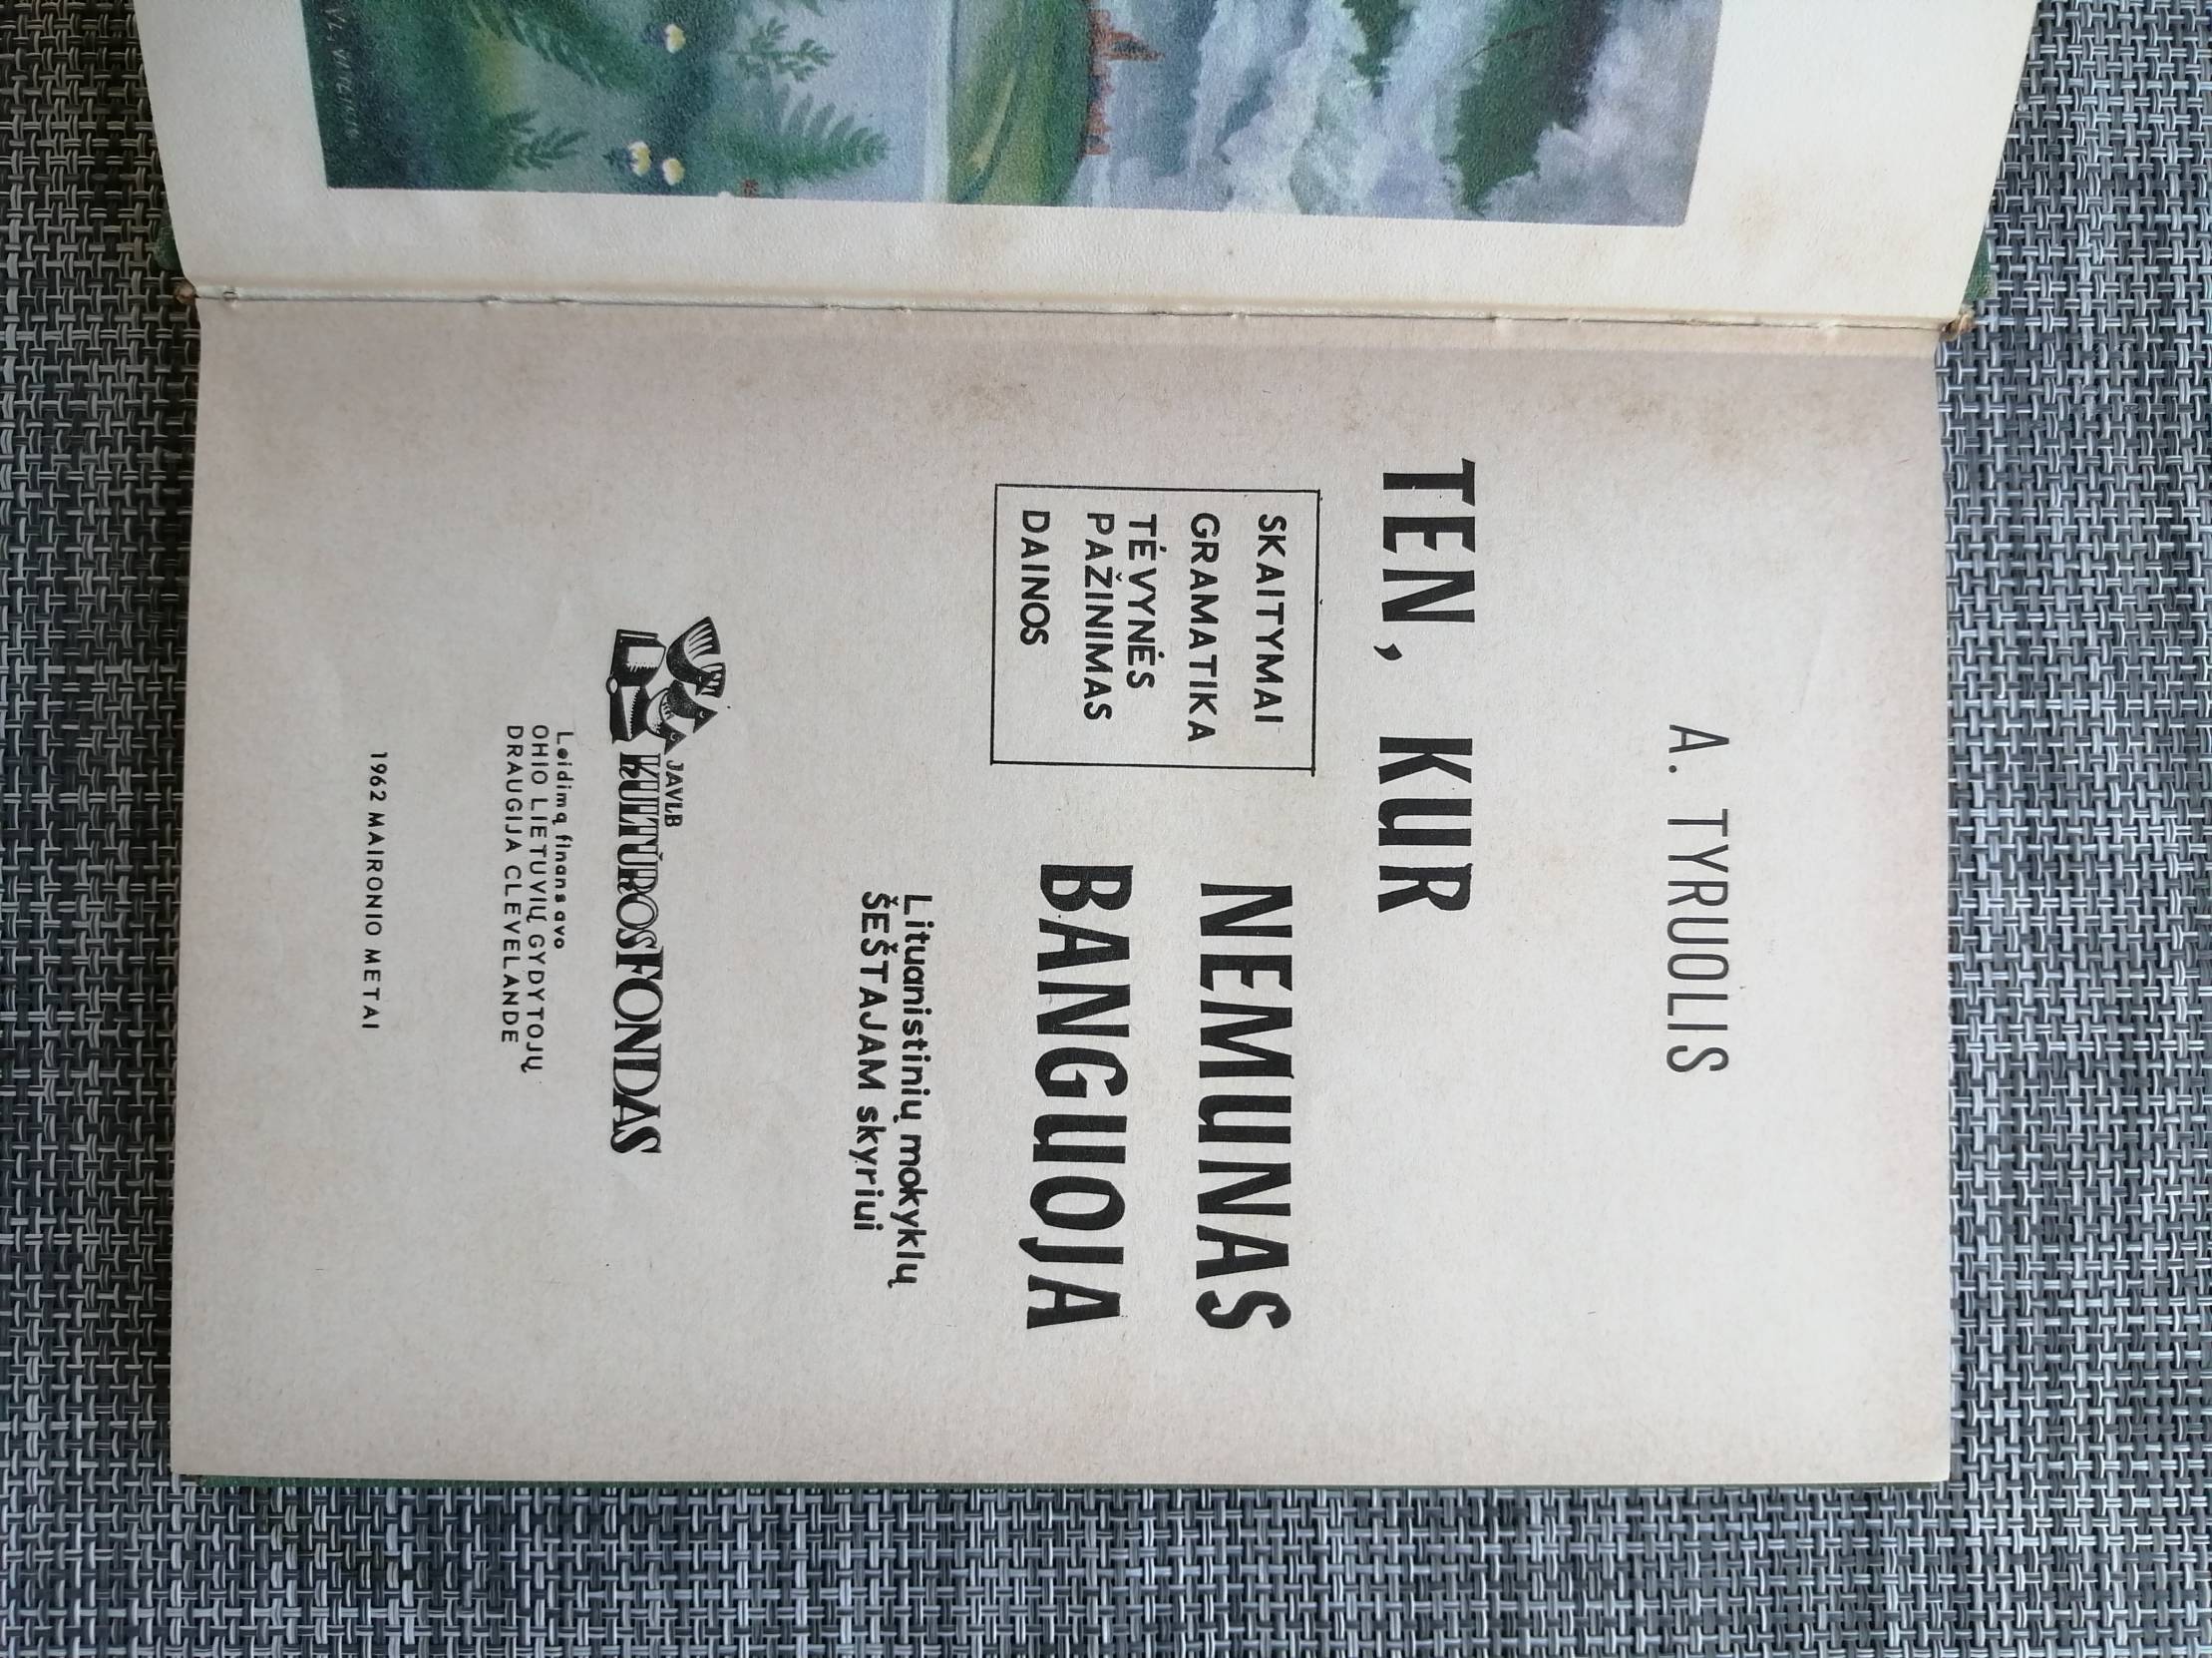 A. TYRUOLIS
TEN, KUR
NEMUNAS
BANGUOJA
SKAITYMAI
GRAMATIKA
TĖVYNĖS
PAŽINIMAS
DAINOS
Lituanistinių mokyklų
ŠEŠTAJAM skyriui
JAVLB
KULTŪROS FONDAS
Leidimą finansavo
OHIO LIETUVIŲ GYDYTOJŲ
DRAUGIJA CLEVELANDE
1962 MAIRONIO METAI